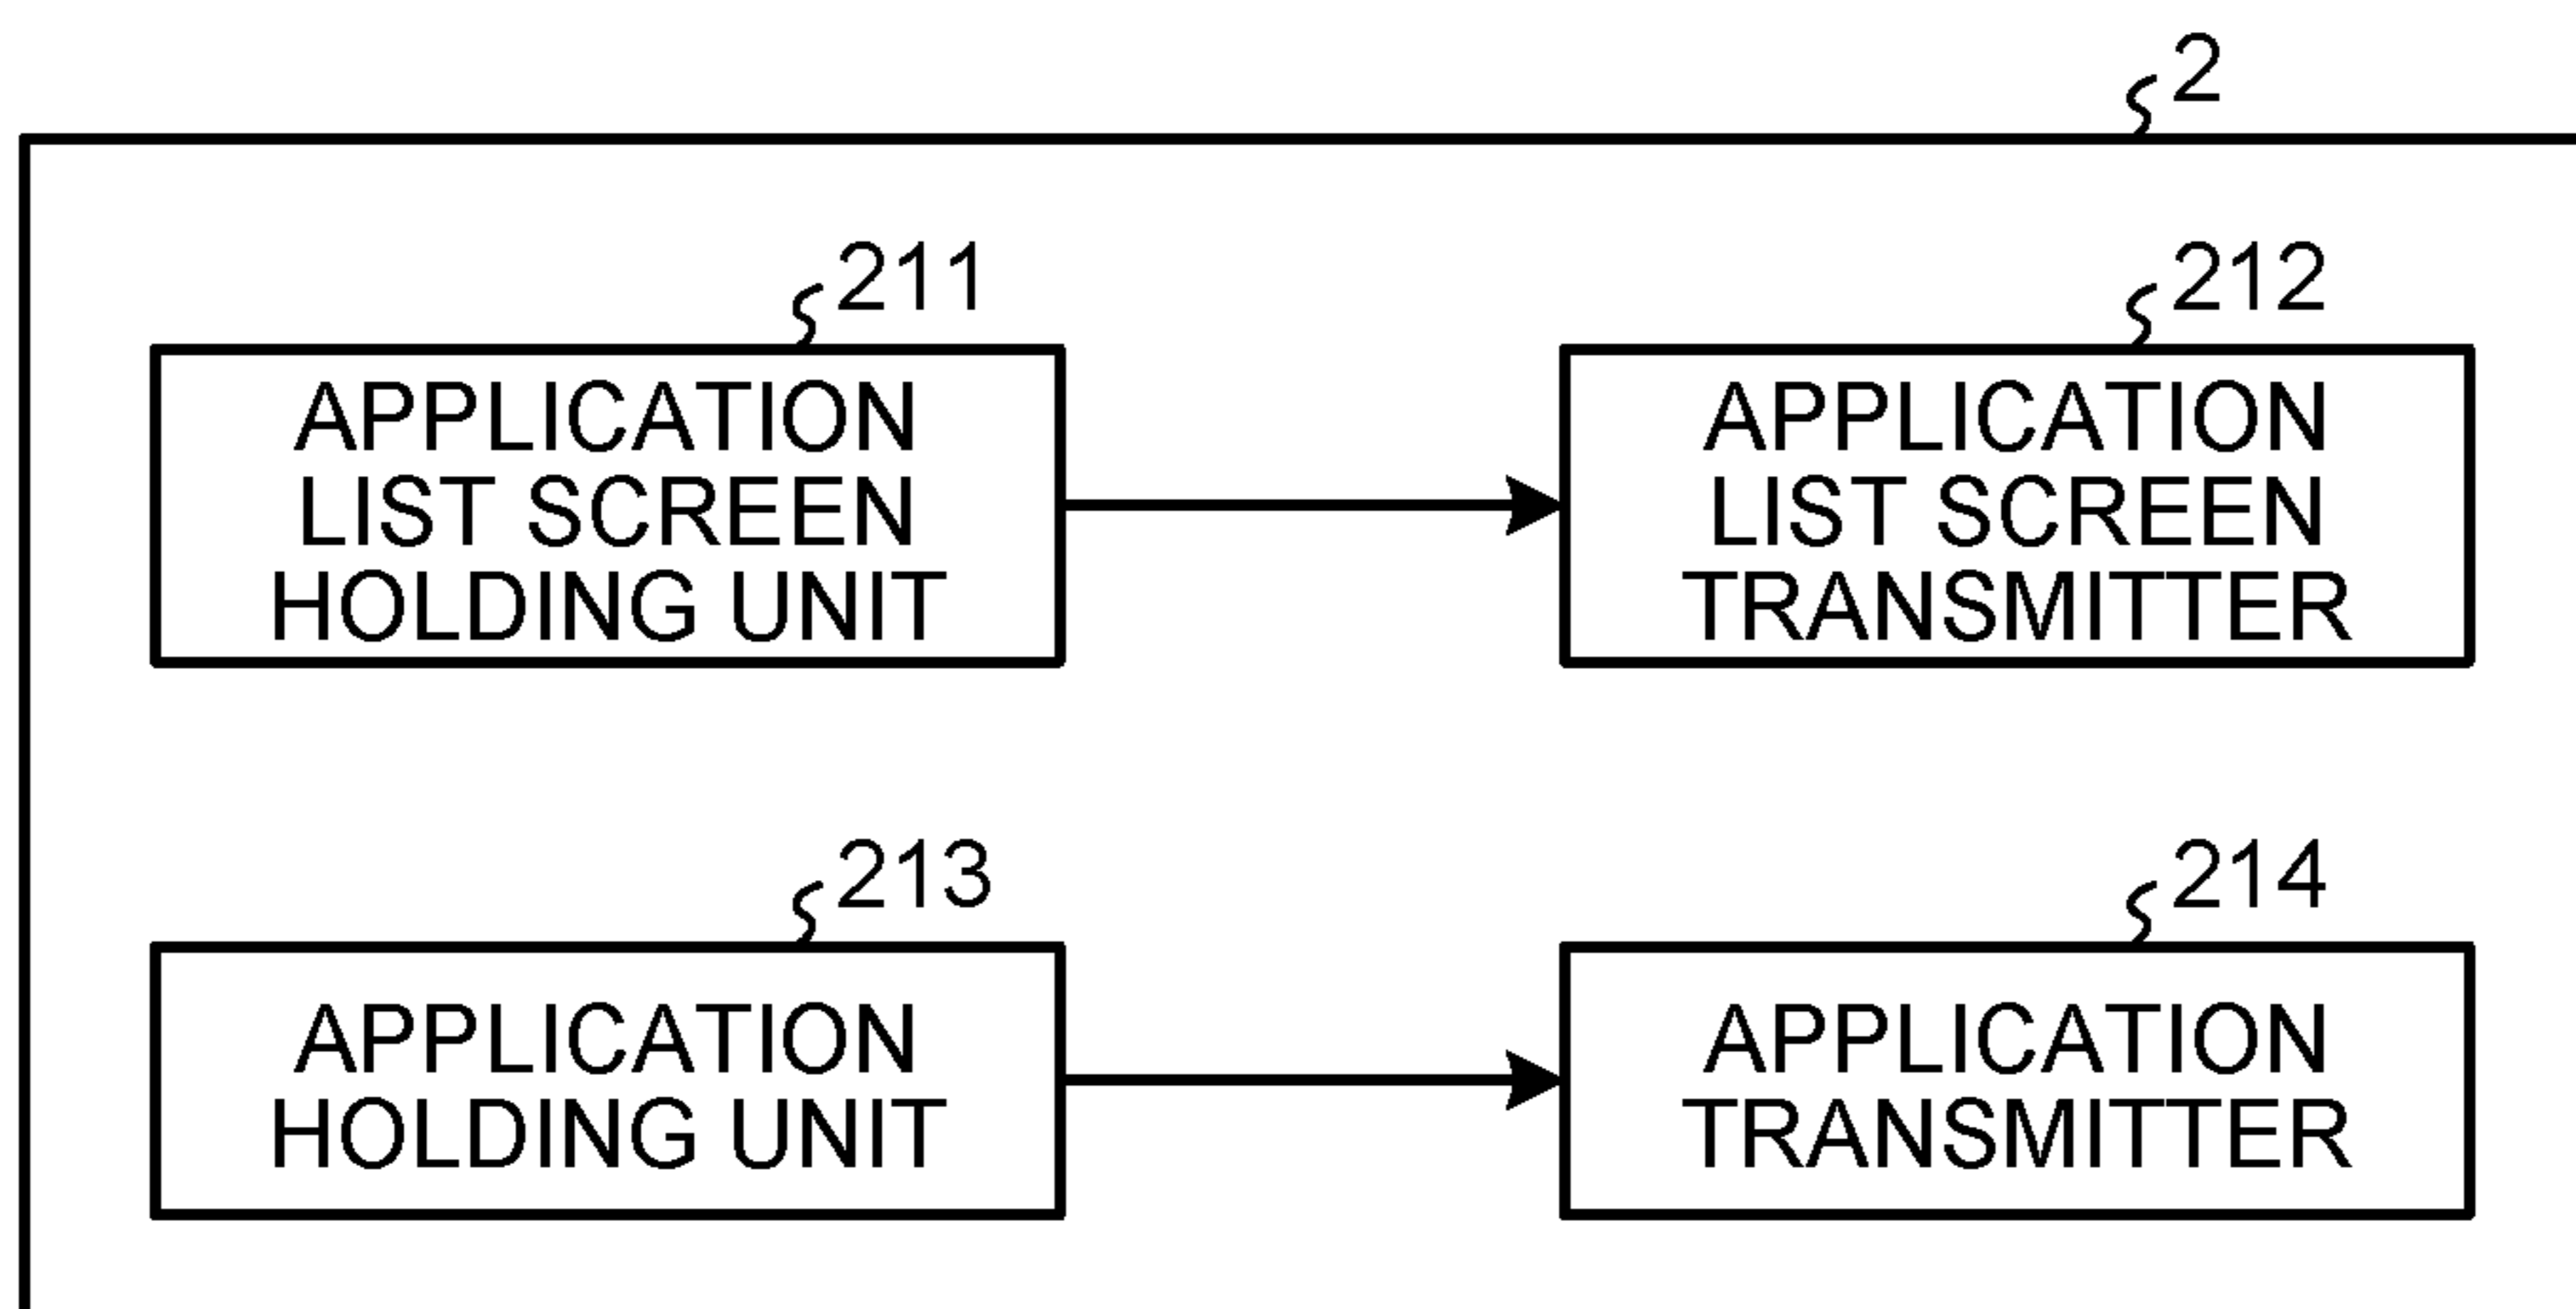 2
211
APPLICATION
LIST SCREEN
HOLDING UNIT
212
APPLICATION
LIST SCREEN
TRANSMITTER
213
APPLICATION
HOLDING UNIT
214
APPLICATION
TRANSMITTER